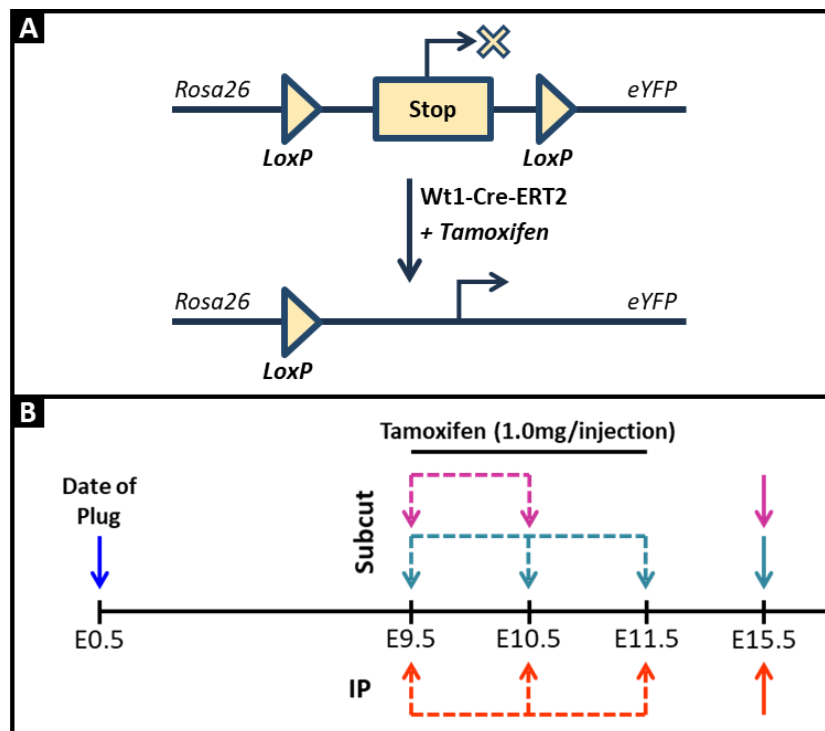 A
Rosa26
Stop
eYFP
LoxP
LoxP
Wt1-Cre-ERT2
+ Tamoxifen
Rosa26
eYFP
LoxP
B
Tamoxifen (1.0mg/injection)
Date of
Plug
Subcut
E0.5
E9.5
E10.5
E11.5
E15.5
IP